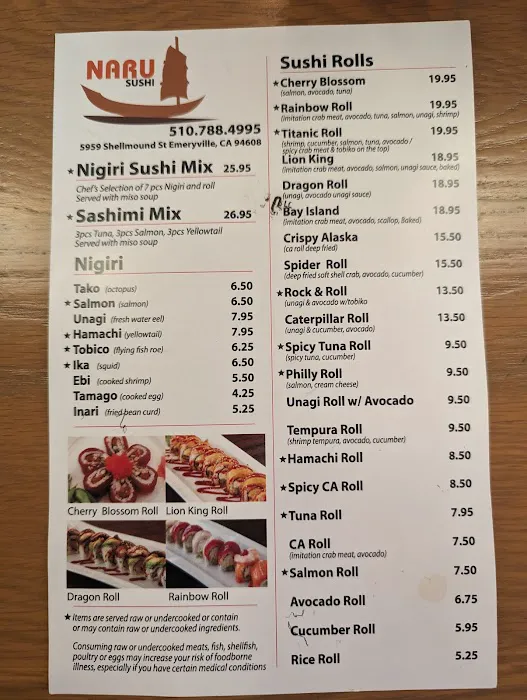 NARU
SUSHI
510.788.4995
5959 Shellmound St Emeryville, CA 94608
★ Nigiri Sushi Mix 25.95
Chef's Selection of 7 pcs Nigiri and roll
Served with miso soup
★ Sashimi Mix 26.95
3pcs Tuna, 3pcs Salmon, 3pcs Yellowtail
Served with miso soup
Nigiri
Tako (octopus) 6.50
★ Salmon (salmon) 6.50
Unagi (fresh water eel) 7.95
★ Hamachi (yellowtail) 7.95
★ Tobico (flying fish roe) 6.25
★ Ika (squid) 6.50
Ebi (cooked shrimp) 5.50
Tamago (cooked egg) 4.25
Inari (fried bean curd) 5.25
Cherry Blossom Roll Lion King Roll
Dragon Roll Rainbow Roll
★ Items are served raw or undercooked or contain
or may contain raw or undercooked ingredients.
Consuming raw or undercooked meats, fish, shellfish,
poultry or eggs may increase your risk of foodborne
illness, especially if you have certain medical conditions
Sushi Rolls
★ Cherry Blossom 19.95
(salmon, avocado, tuna)
★ Rainbow Roll 19.95
(imitation crab meat, avocado, tuna, salmon, unagi, shrimp)
★ Titanic Roll 19.95
(shrimp, cucumber, salmon, tuna, avocado /
spicy crab meat & tobiko on the top)
Lion King 18.95
(imitation crab meat, avocado, salmon, unagi sauce, baked)
Dragon Roll 18.95
(unagi, avocado unagi sauce)
Bay Island 18.95
(imitation crab meat, avocado, scallop, Baked)
Crispy Alaska 15.50
(ca roll deep fried)
Spider Roll 15.50
(deep fried soft shell crab, avocado, cucumber)
★ Rock & Roll 13.50
(unagi & avocado w/tobiko
Caterpillar Roll 13.50
(unagi & cucumber, avocado)
★ Spicy Tuna Roll 9.50
(spicy tuna, cucumber)
★ Philly Roll 9.50
(salmon, cream cheese)
Unagi Roll w/ Avocado 9.50
Tempura Roll 9.50
(shrimp tempura, avocado, cucumber)
★ Hamachi Roll 8.50
★ Spicy CA Roll 8.50
★ Tuna Roll 7.95
CA Roll 7.50
(imitation crab meat, avocado)
★ Salmon Roll 7.50
Avocado Roll 6.75
Cucumber Roll 5.95
Rice Roll 5.25